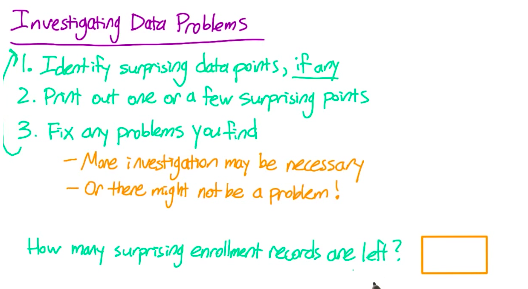 Investigating Data Problems
1. Identify surprising data points, if any
2. Print out one or a few surprising points
3. Fix any problems you find
- More investigation may be necessary
- Or there might not be a problem!
How many surprising enrollment records are left?